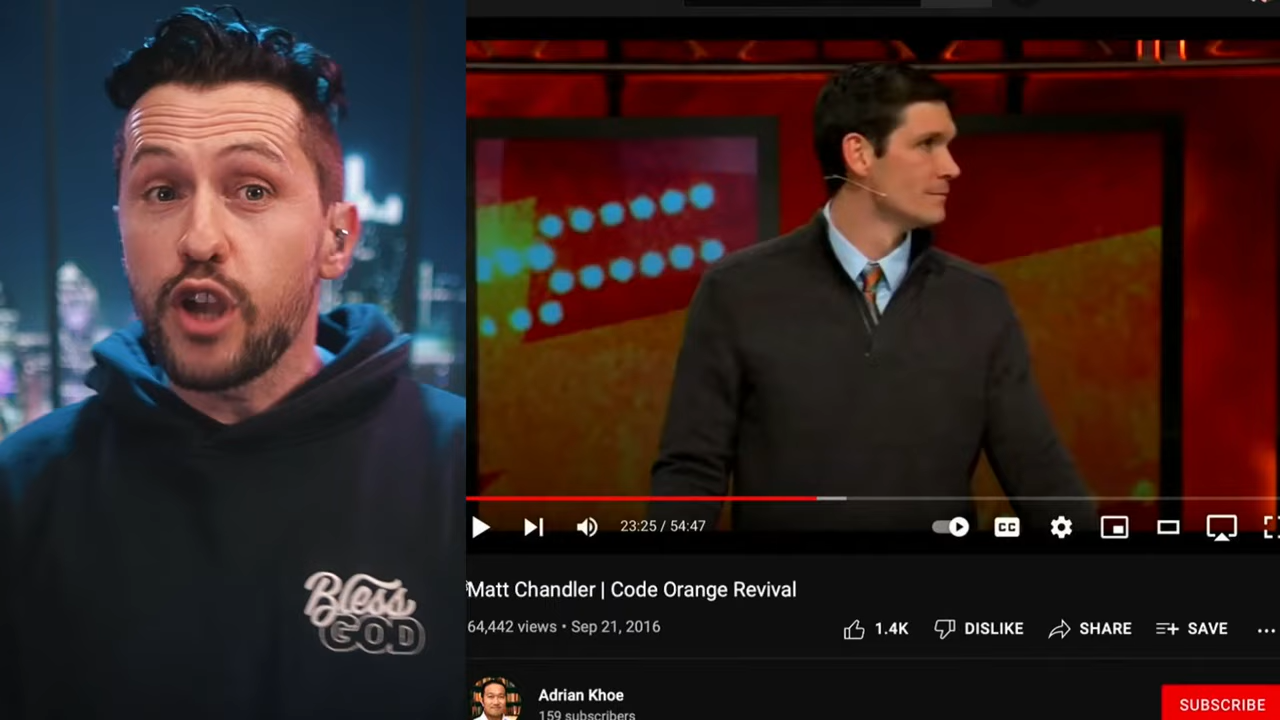 Bless
GOD
23:25 / 54:47
CC
Matt Chandler | Code Orange Revival
64,442 views • Sep 21, 2016
1.4K
DISLIKE
SHARE
SAVE
Adrian Khoe
159 subscribers
SUBSCRIBE